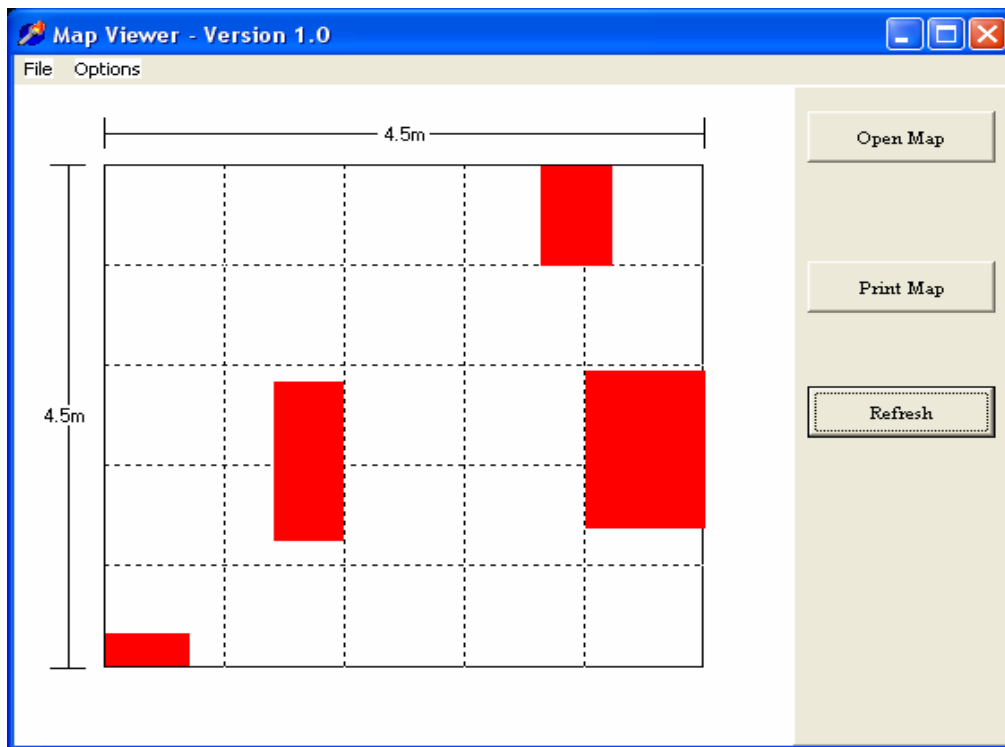 Map Viewer - Version 1.0
File Options
4.5m
Open Map
Print Map
4.5m
Refresh